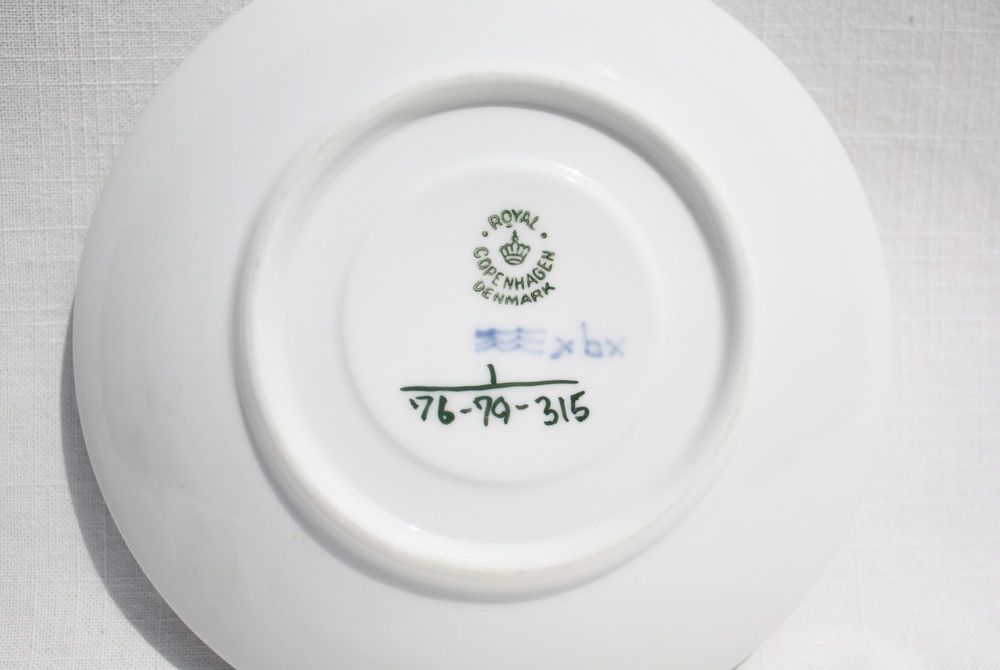 ROYAL
COPENHAGEN
DENMARK
xbx
1
76-79-315